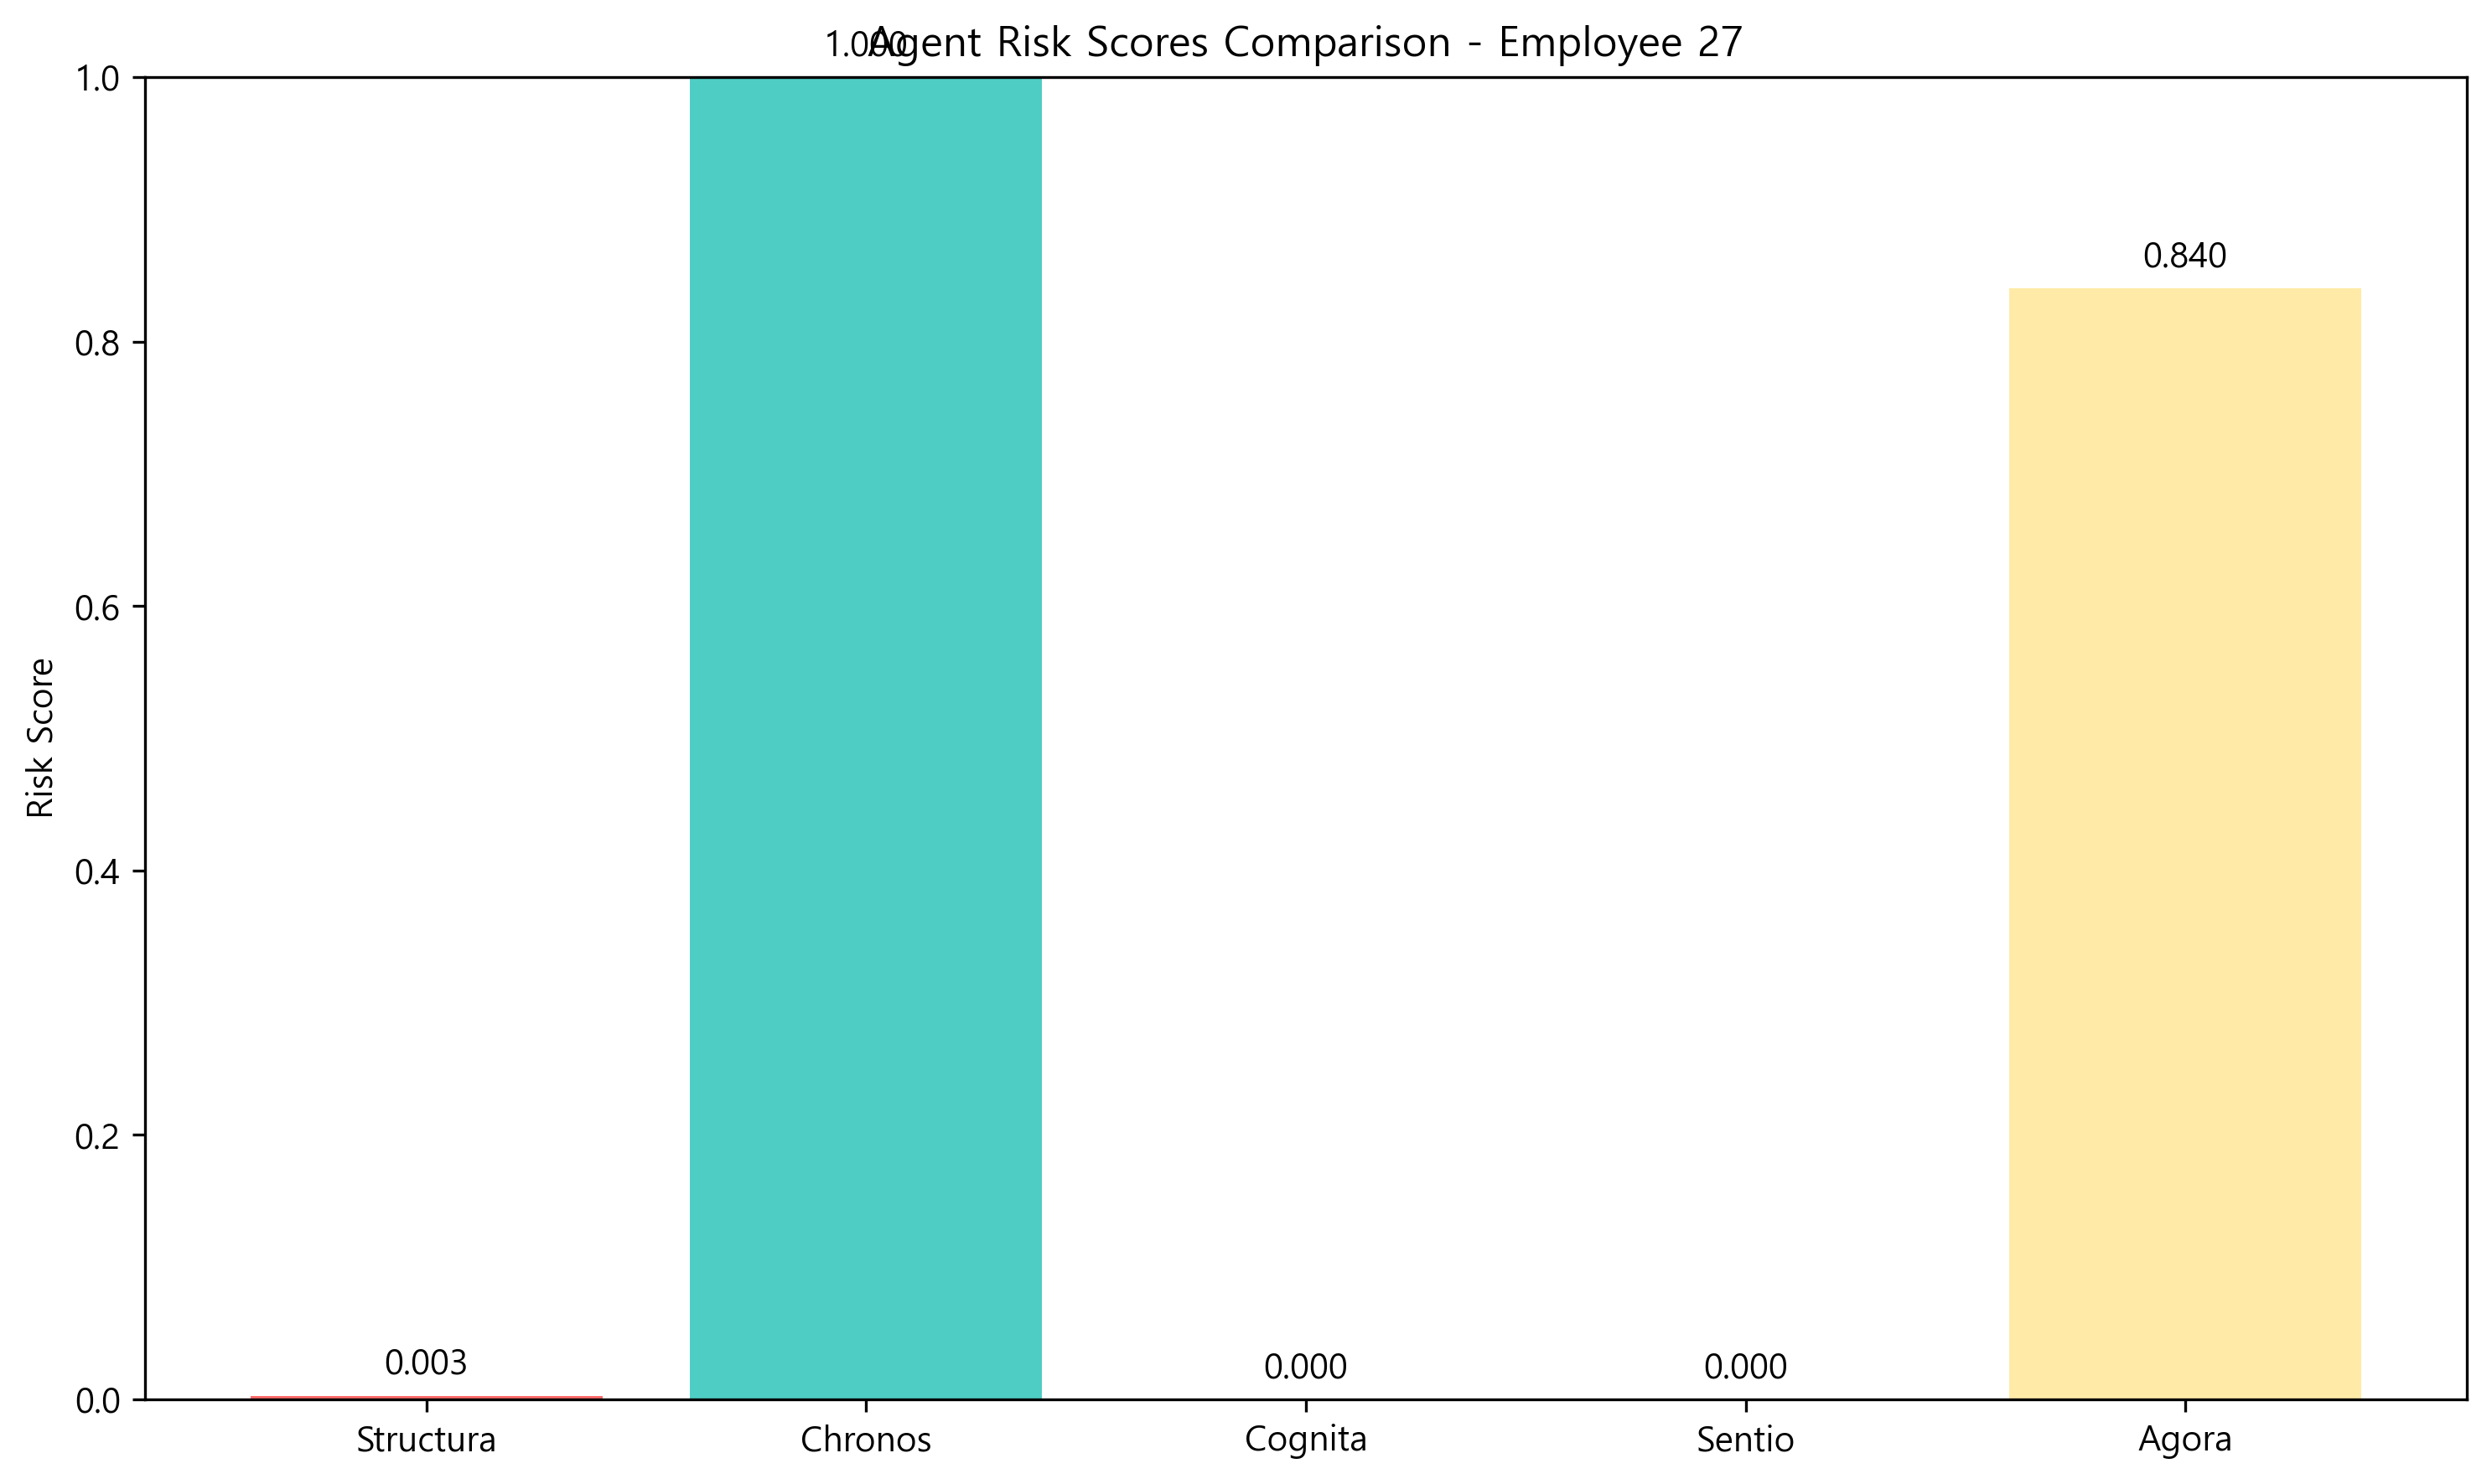 Agent Risk Scores Comparison - Employee 27
1.000
1.0
0.840
0.8
0.6
Risk Score
0.4
0.2
0.003
0.000
0.000
0.0
Structura
Chronos
Cognita
Sentio
Agora